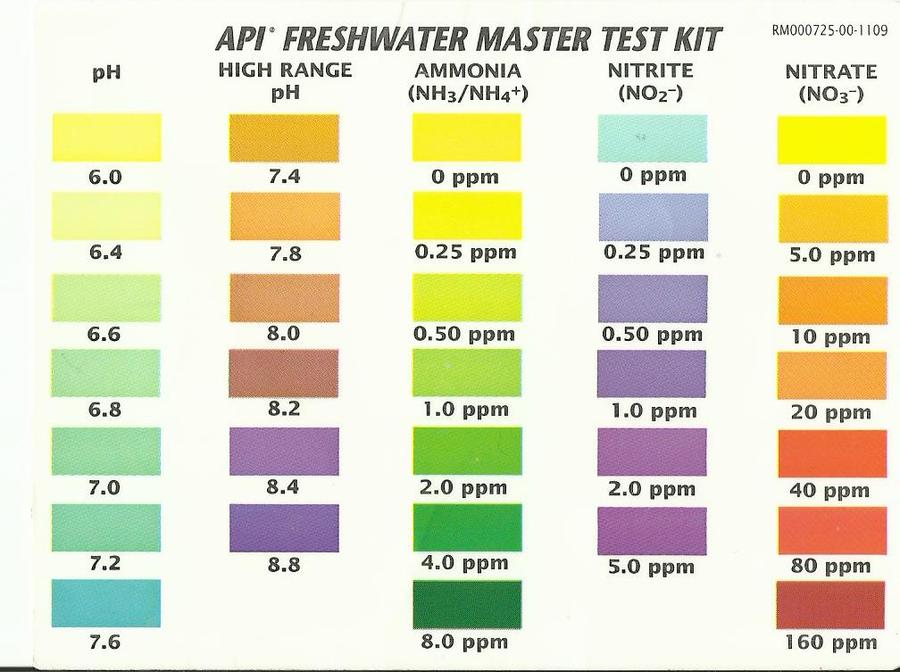 API® FRESHWATER MASTER TEST KIT
RM000725-00-1109
pH
HIGH RANGE
pH
AMMONIA
(NH₃/NH₄⁺)
NITRITE
(NO₂⁻)
NITRATE
(NO₃⁻)
6.0
7.4
0 ppm
0 ppm
0 ppm
6.4
7.8
0.25 ppm
0.25 ppm
5.0 ppm
6.6
8.0
0.50 ppm
0.50 ppm
10 ppm
6.8
8.2
1.0 ppm
1.0 ppm
20 ppm
7.0
8.4
2.0 ppm
2.0 ppm
40 ppm
7.2
8.8
4.0 ppm
5.0 ppm
80 ppm
7.6
8.0 ppm
160 ppm